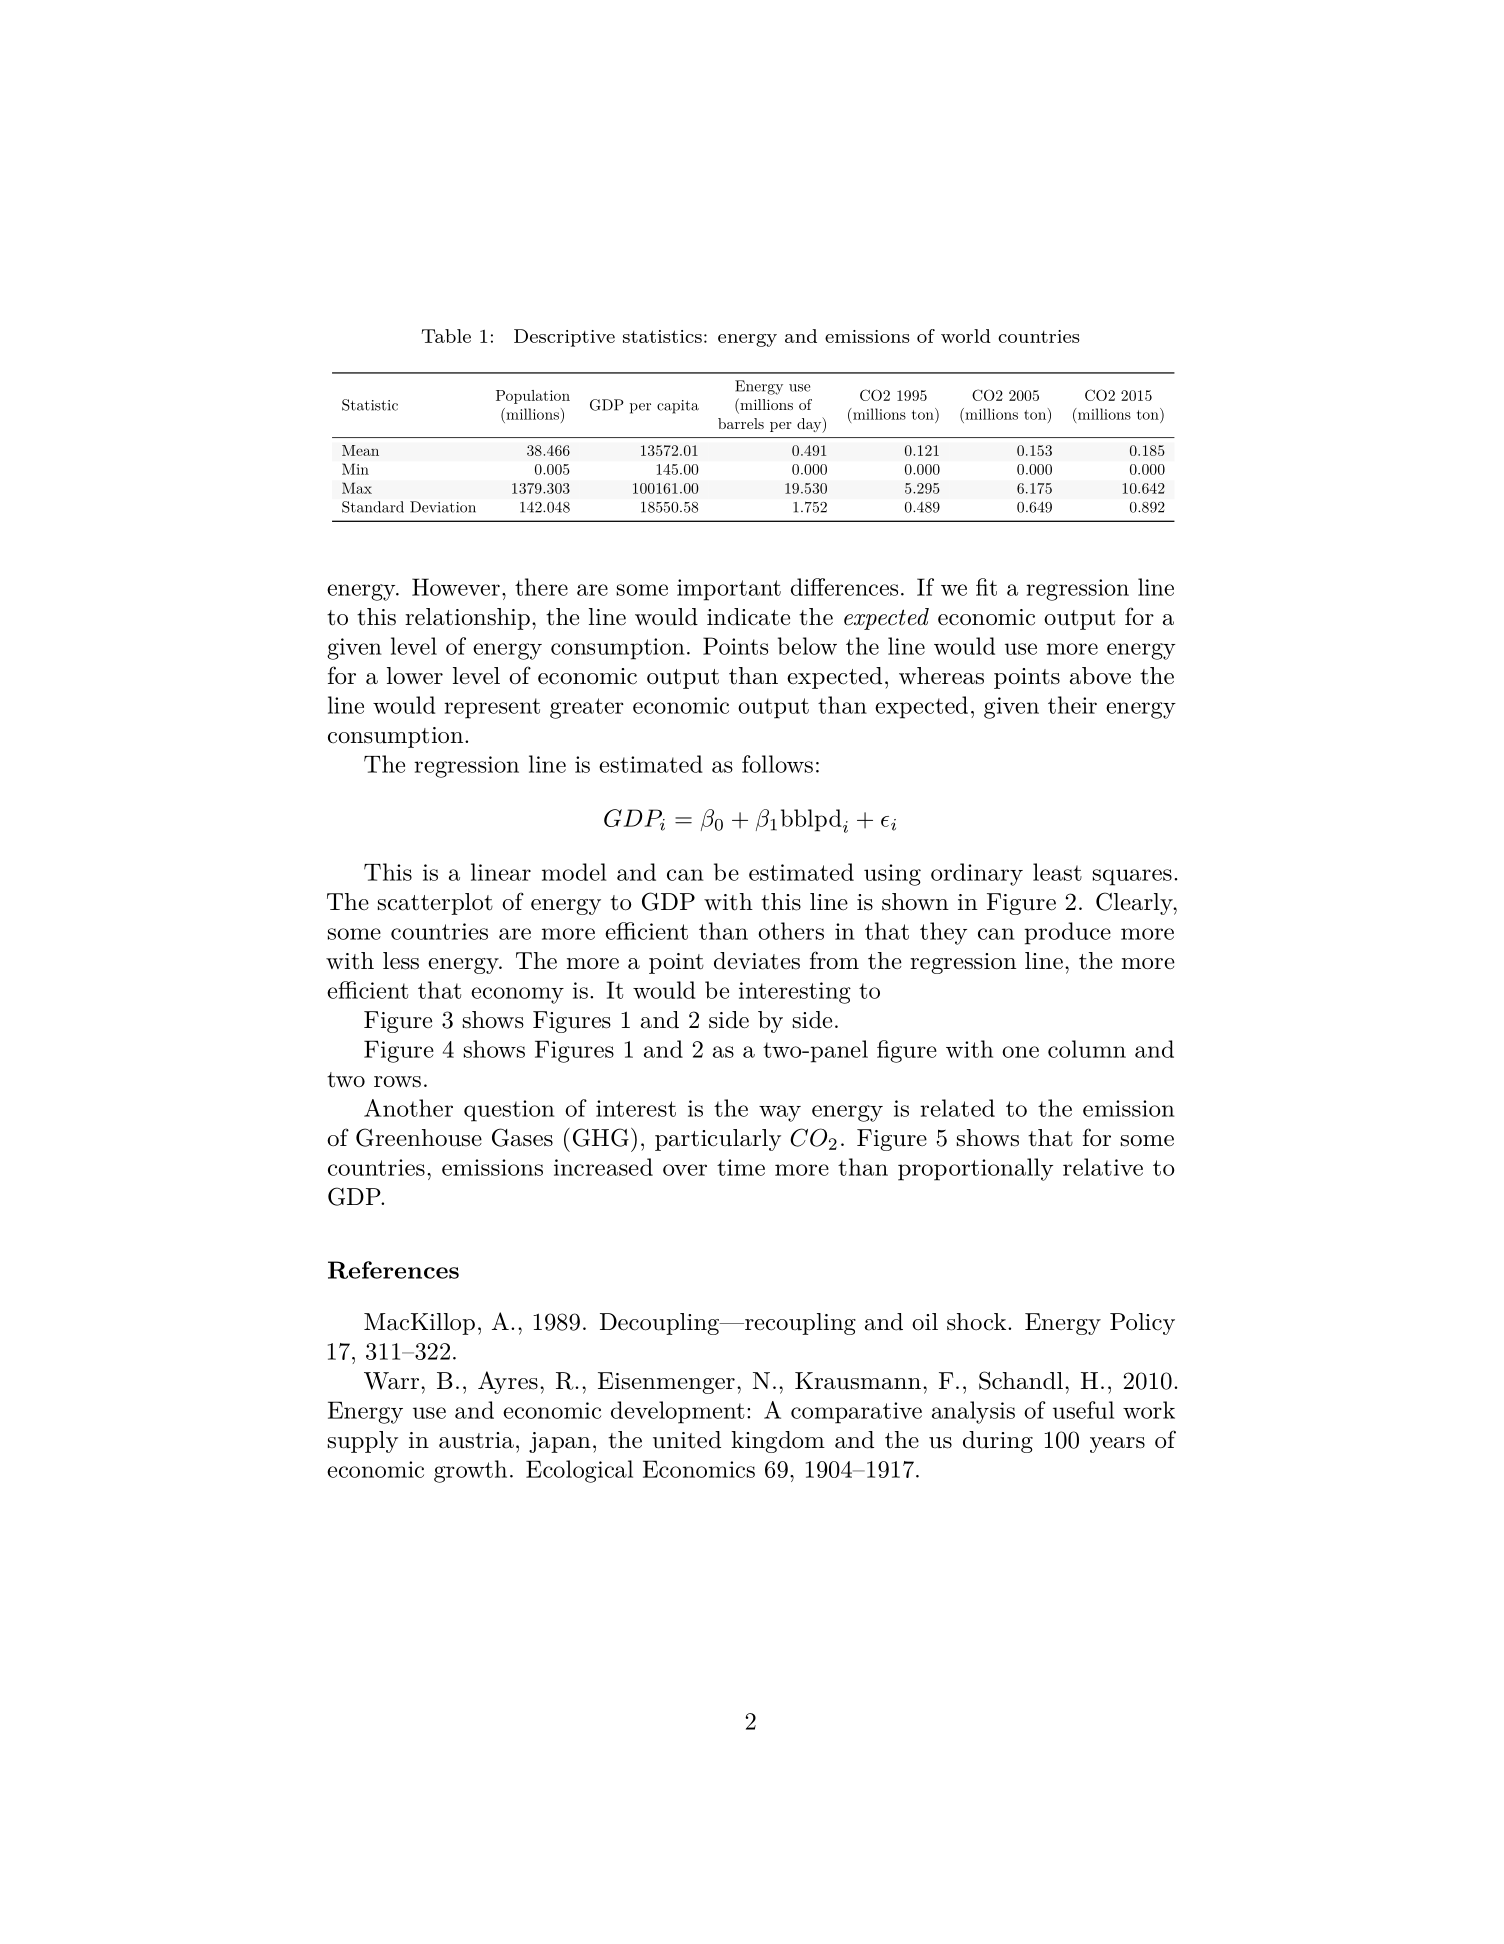 Table 1: Descriptive statistics: energy and emissions of world countries
Statistic Population (millions) GDP per capita Energy use (millions of barrels per day) CO2 1995 (millions ton) CO2 2005 (millions ton) CO2 2015 (millions ton)
Mean 38.466 13572.01 0.491 0.121 0.153 0.185
Min 0.005 145.00 0.000 0.000 0.000 0.000
Max 1379.303 100161.00 19.530 5.295 6.175 10.642
Standard Deviation 142.048 18550.58 1.752 0.489 0.649 0.892
energy. However, there are some important differences. If we fit a regression line
to this relationship, the line would indicate the expected economic output for a
given level of energy consumption. Points below the line would use more energy
for a lower level of economic output than expected, whereas points above the
line would represent greater economic output than expected, given their energy
consumption.
The regression line is estimated as follows:
GDPᵢ = β₀ + β₁bblpdᵢ + ϵᵢ
This is a linear model and can be estimated using ordinary least squares.
The scatterplot of energy to GDP with this line is shown in Figure 2. Clearly,
some countries are more efficient than others in that they can produce more
with less energy. The more a point deviates from the regression line, the more
efficient that economy is. It would be interesting to
Figure 3 shows Figures 1 and 2 side by side.
Figure 4 shows Figures 1 and 2 as a two-panel figure with one column and
two rows.
Another question of interest is the way energy is related to the emission
of Greenhouse Gases (GHG), particularly CO₂. Figure 5 shows that for some
countries, emissions increased over time more than proportionally relative to
GDP.
References
MacKillop, A., 1989. Decoupling—recoupling and oil shock. Energy Policy
17, 311–322.
Warr, B., Ayres, R., Eisenmenger, N., Krausmann, F., Schandl, H., 2010.
Energy use and economic development: A comparative analysis of useful work
supply in austria, japan, the united kingdom and the us during 100 years of
economic growth. Ecological Economics 69, 1904–1917.
2